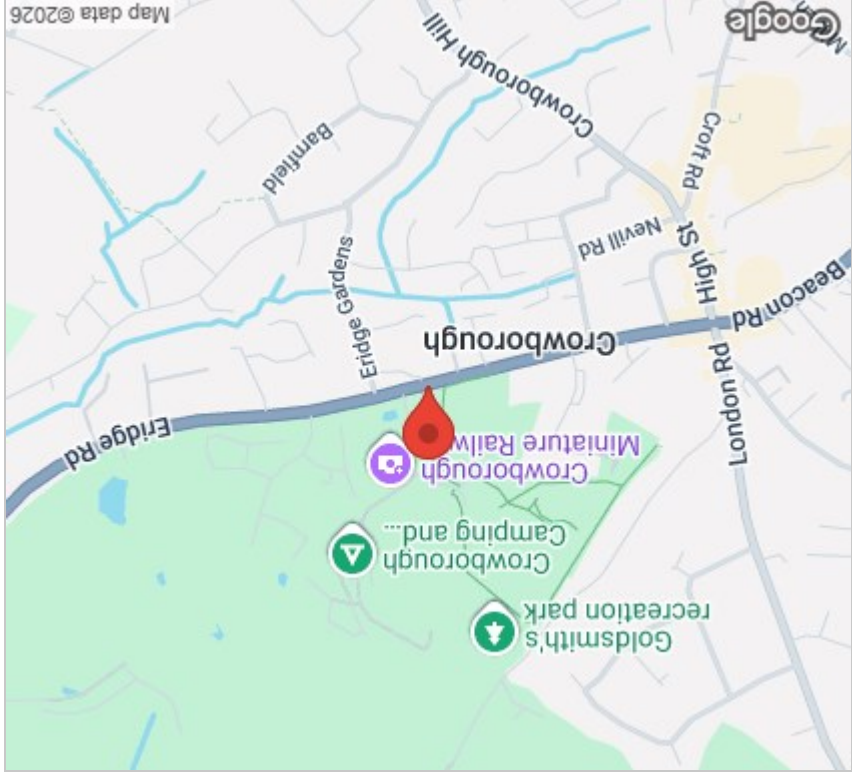 Goldsmith's
recreation park
Crowborough
Camping and...
Crowborough
Miniature Railw
London Rd
Eridge Rd
Crowborough
Beacon Rd
High St
Eridge Gardens
Nevill Rd
Croft Rd
Barnfield
Crowborough Hill
Google
Map data ©2026